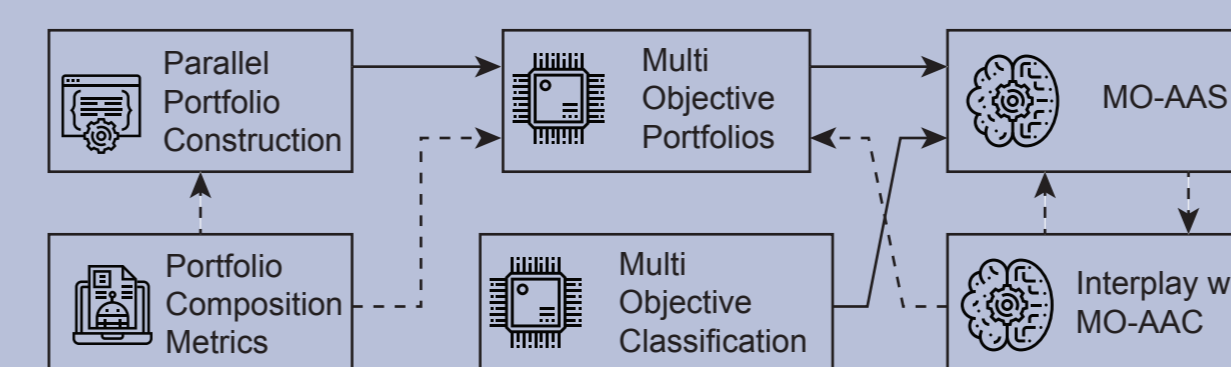 Parallel
Portfolio
Construction
Multi
Objective
Portfolios
MO-AAS
Portfolio
Composition
Metrics
Multi
Objective
Classification
Interplay
MO-AAC